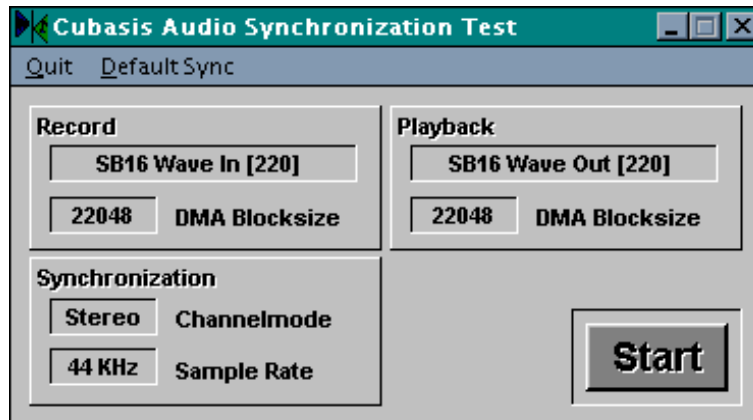 Cubasis Audio Synchronization Test
Quit Default Sync
Record
SB16 Wave In [220]
22048 DMA Blocksize
Playback
SB16 Wave Out [220]
22048 DMA Blocksize
Synchronization
Stereo Channelmode
44 KHz Sample Rate
Start